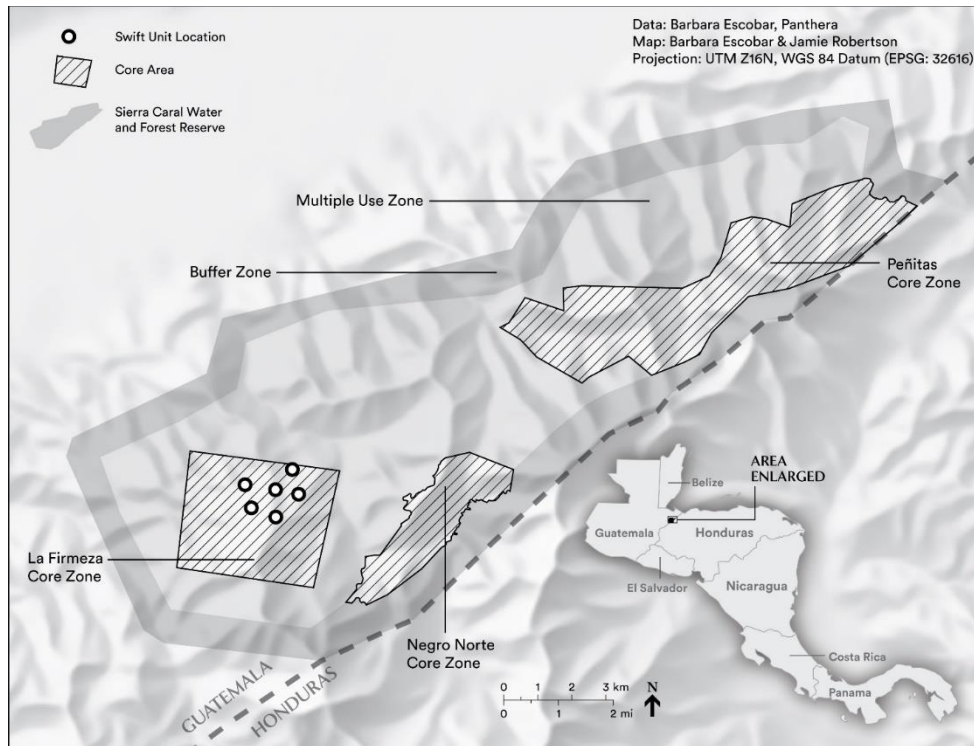 Swift Unit Location
Core Area
Sierra Caral Water
and Forest Reserve
Data: Barbara Escobar, Panthera
Map: Barbara Escobar & Jamie Robertson
Projection: UTM Z16N, WGS 84 Datum (EPSG: 32616)
Multiple Use Zone
Buffer Zone
Peñitas
Core Zone
La Firmeza
Core Zone
Negro Norte
Core Zone
GUATEMALA
HONDURAS
0 1 2 3 km
0 1 2 mi
N
AREA
ENLARGED
Belize
Guatemala
Honduras
El Salvador
Nicaragua
Costa Rica
Panama